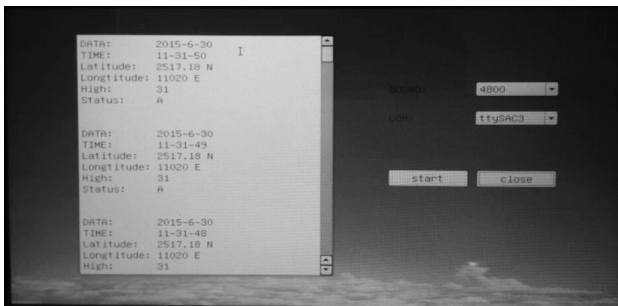 DATA: 2015-6-30
TIME: 11-31-50
Latitude: 2517.18 N
Longtitude: 11020 E
High: 31
Status: A
DATA: 2015-6-30
TIME: 11-31-49
Latitude: 2517.18 N
Longtitude: 11020 E
High: 31
Status: A
DATA: 2015-6-30
TIME: 11-31-48
Latitude: 2517.18 N
Longtitude: 11020 E
High: 31
4800
COM: ttySAC3
start close